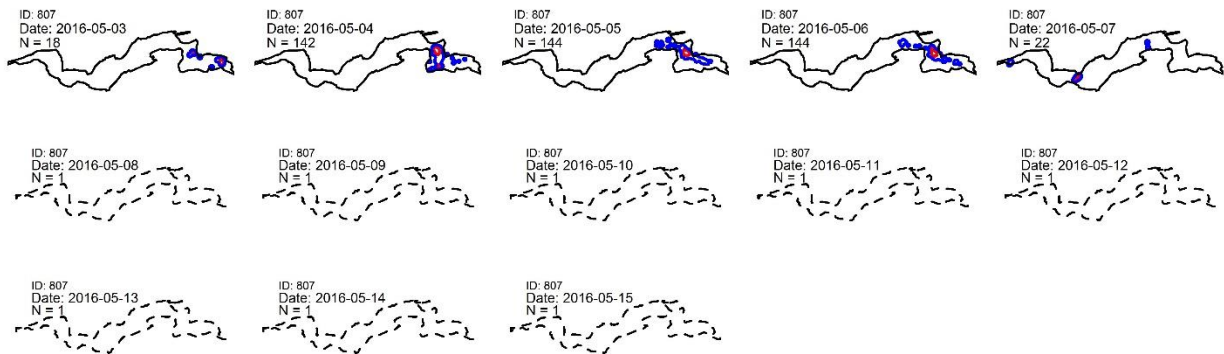 ID: 807
Date: 2016-05-03
N = 18
ID: 807
Date: 2016-05-04
N = 142
ID: 807
Date: 2016-05-05
N = 144
ID: 807
Date: 2016-05-06
N = 144
ID: 807
Date: 2016-05-07
N = 22
ID: 807
Date: 2016-05-08
N = 1
ID: 807
Date: 2016-05-09
N = 1
ID: 807
Date: 2016-05-10
N = 1
ID: 807
Date: 2016-05-11
N = 1
ID: 807
Date: 2016-05-12
N = 1
ID: 807
Date: 2016-05-13
N = 1
ID: 807
Date: 2016-05-14
N = 1
ID: 807
Date: 2016-05-15
N = 1